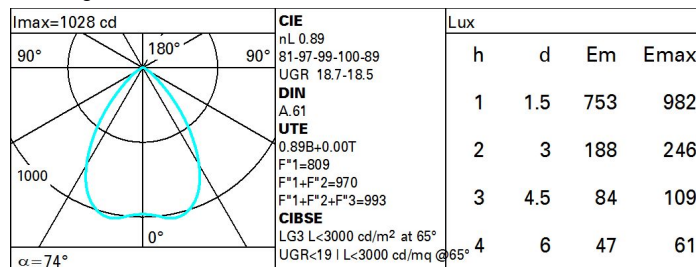 Imax=1028 cd
90°
180°
90°
1000
0°
α=74°
CIE
nL 0.89
81-97-99-100-89
UGR 18.7-18.5
DIN
A.61
UTE
0.89B+0.00T
F"1=809
F"1+F"2=970
F"1+F"2+F"3=993
CIBSE
LG3 L<3000 cd/m² at 65°
UGR<19 | L<3000 cd/mq @65°
Lux
h d Em Emax
1 1.5 753 982
2 3 188 246
3 4.5 84 109
4 6 47 61